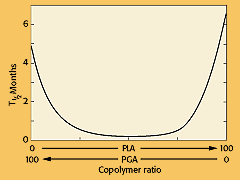 6
4
2
0
T½, Months
0 PLA 100
100 PGA 0
Copolymer ratio